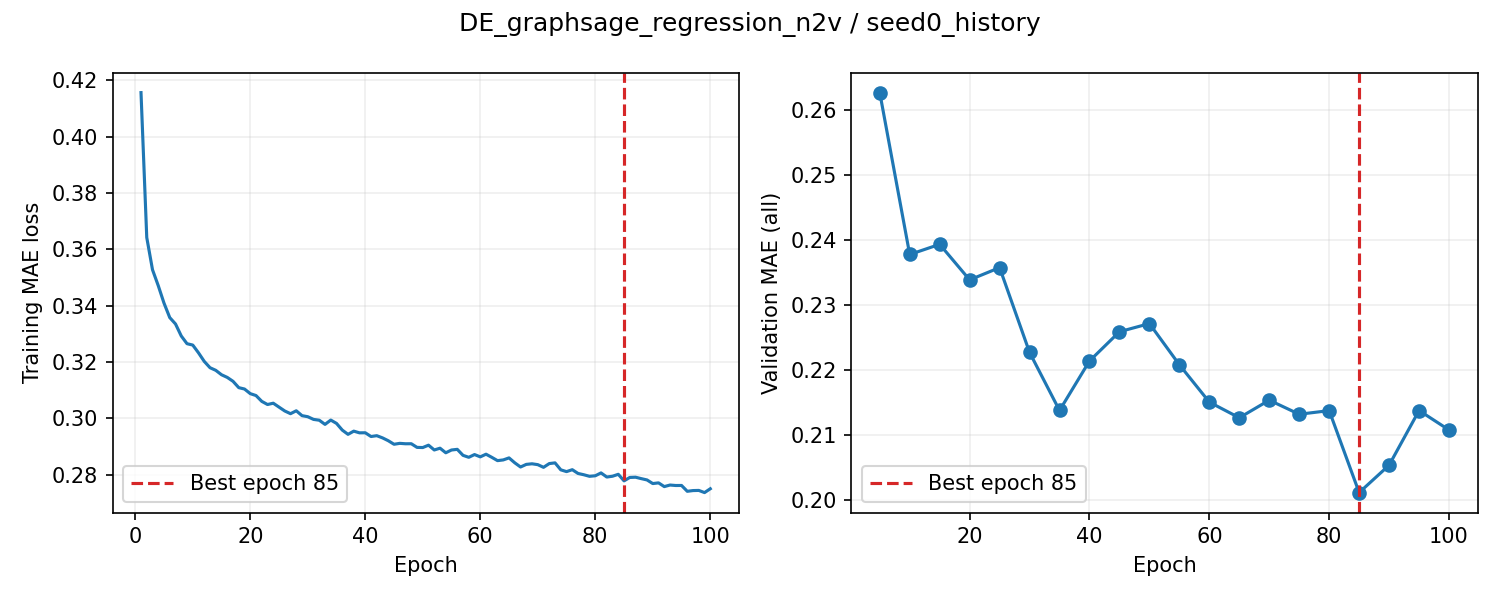 DE_graphsage_regression_n2v / seed0_history
Training MAE loss
0.42
0.40
0.38
0.36
0.34
0.32
0.30
0.28
Best epoch 85
0 20 40 60 80 100
Epoch
Validation MAE (all)
0.26
0.25
0.24
0.23
0.22
0.21
0.20
Best epoch 85
20 40 60 80 100
Epoch